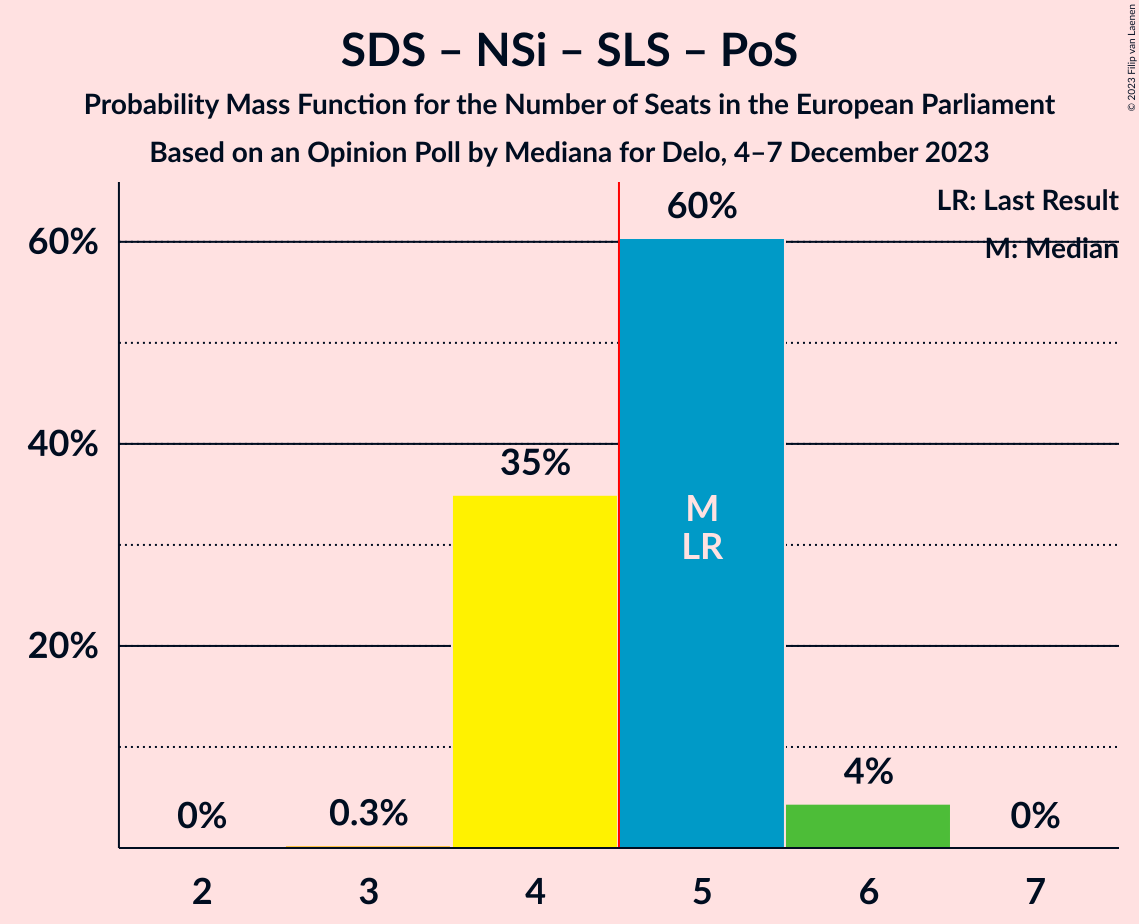 SDS – NSi – SLS – PoS
Probability Mass Function for the Number of Seats in the European Parliament
Based on an Opinion Poll by Mediana for Delo, 4–7 December 2023
© 2023 Filip van Laenen
LR: Last Result
M: Median
60%
40%
20%
0%
0.3%
35%
60%
M
LR
4%
0%
2
3
4
5
6
7